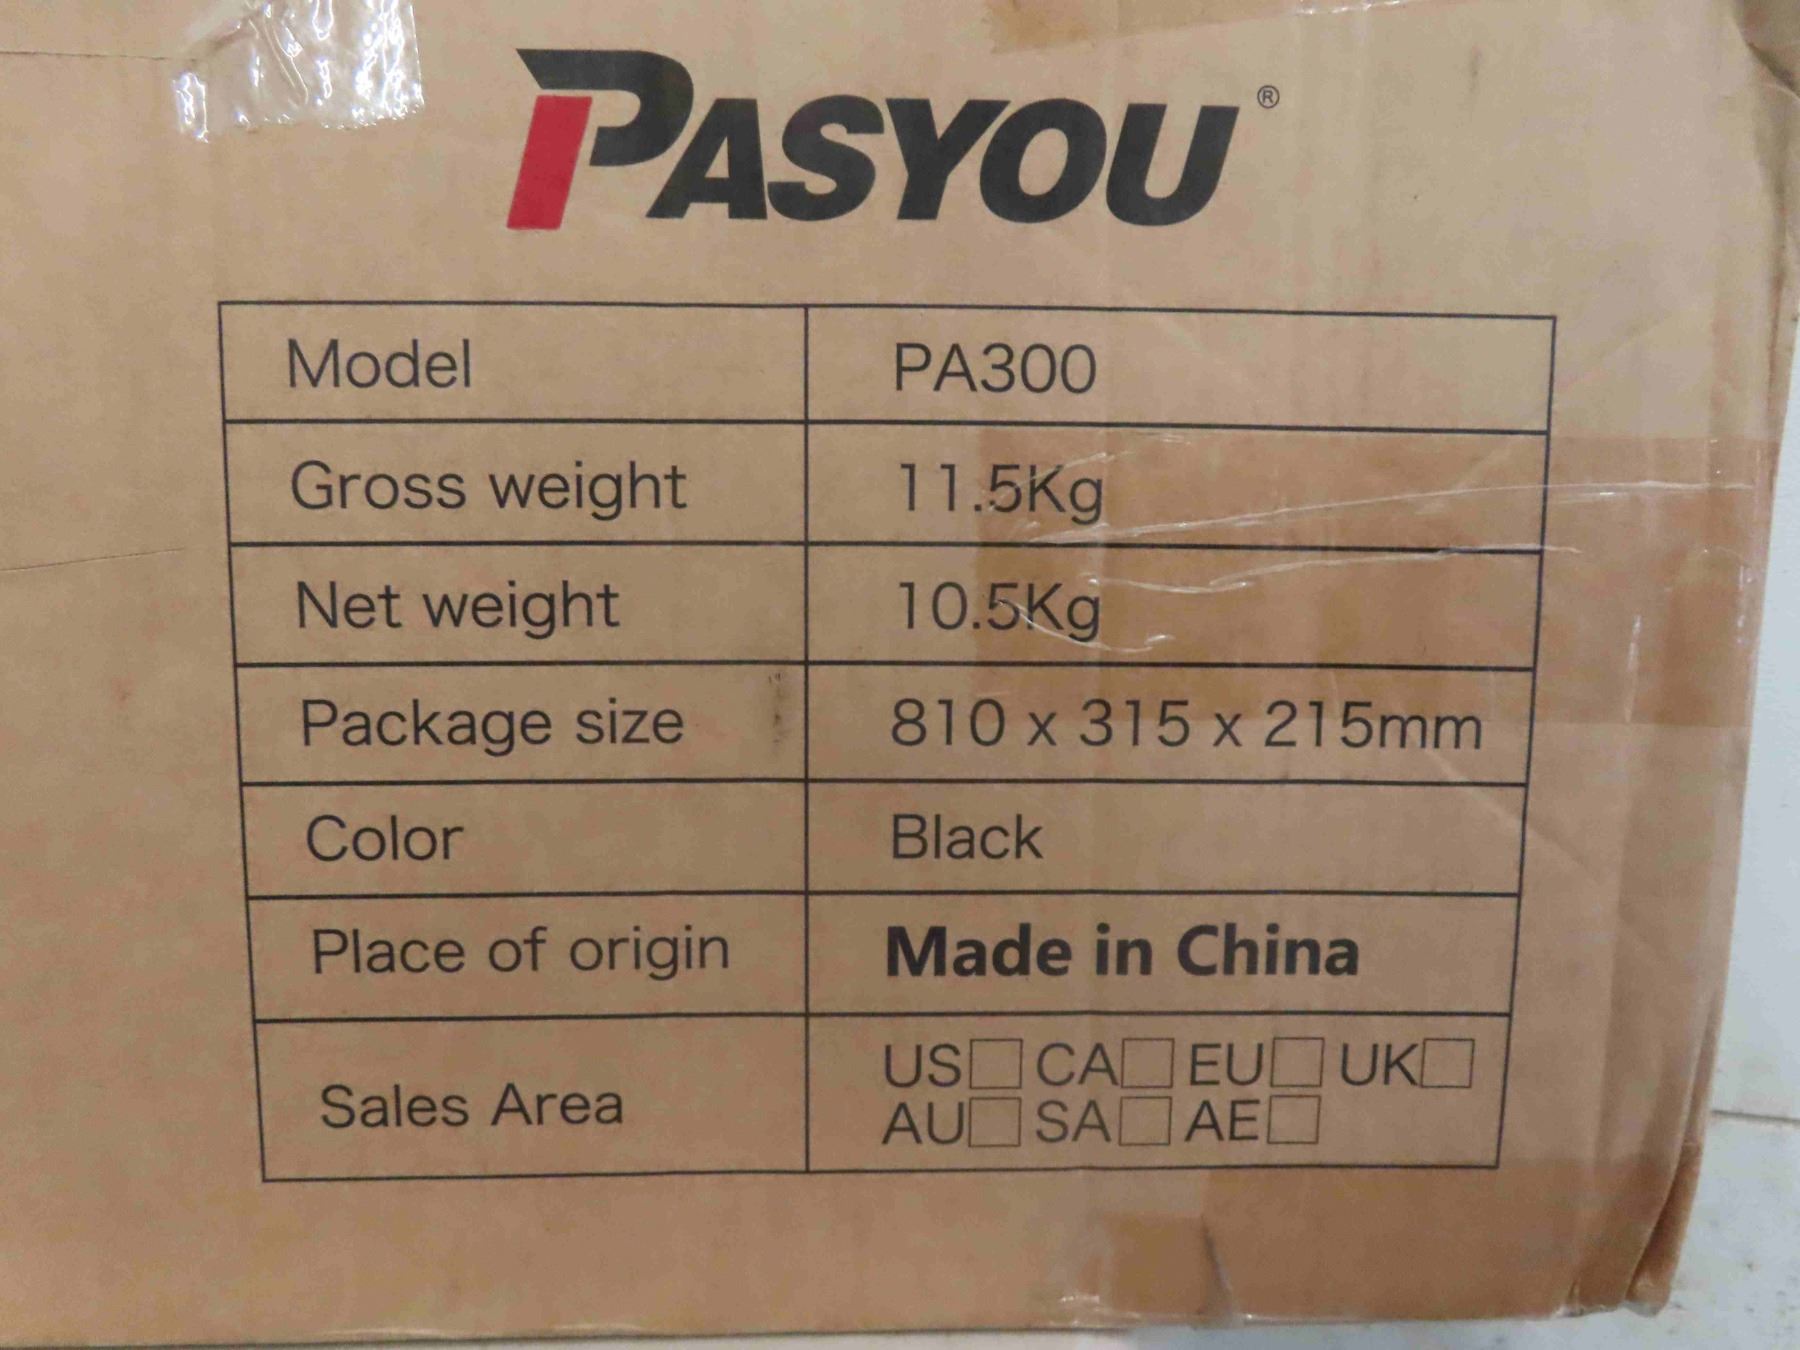 PASYOU®
Model PA300
Gross weight 11.5Kg
Net weight 10.5Kg
Package size 810 x 315 x 215mm
Color Black
Place of origin Made in China
Sales Area US□ CA□ EU□ UK□
AU□ SA□ AE□